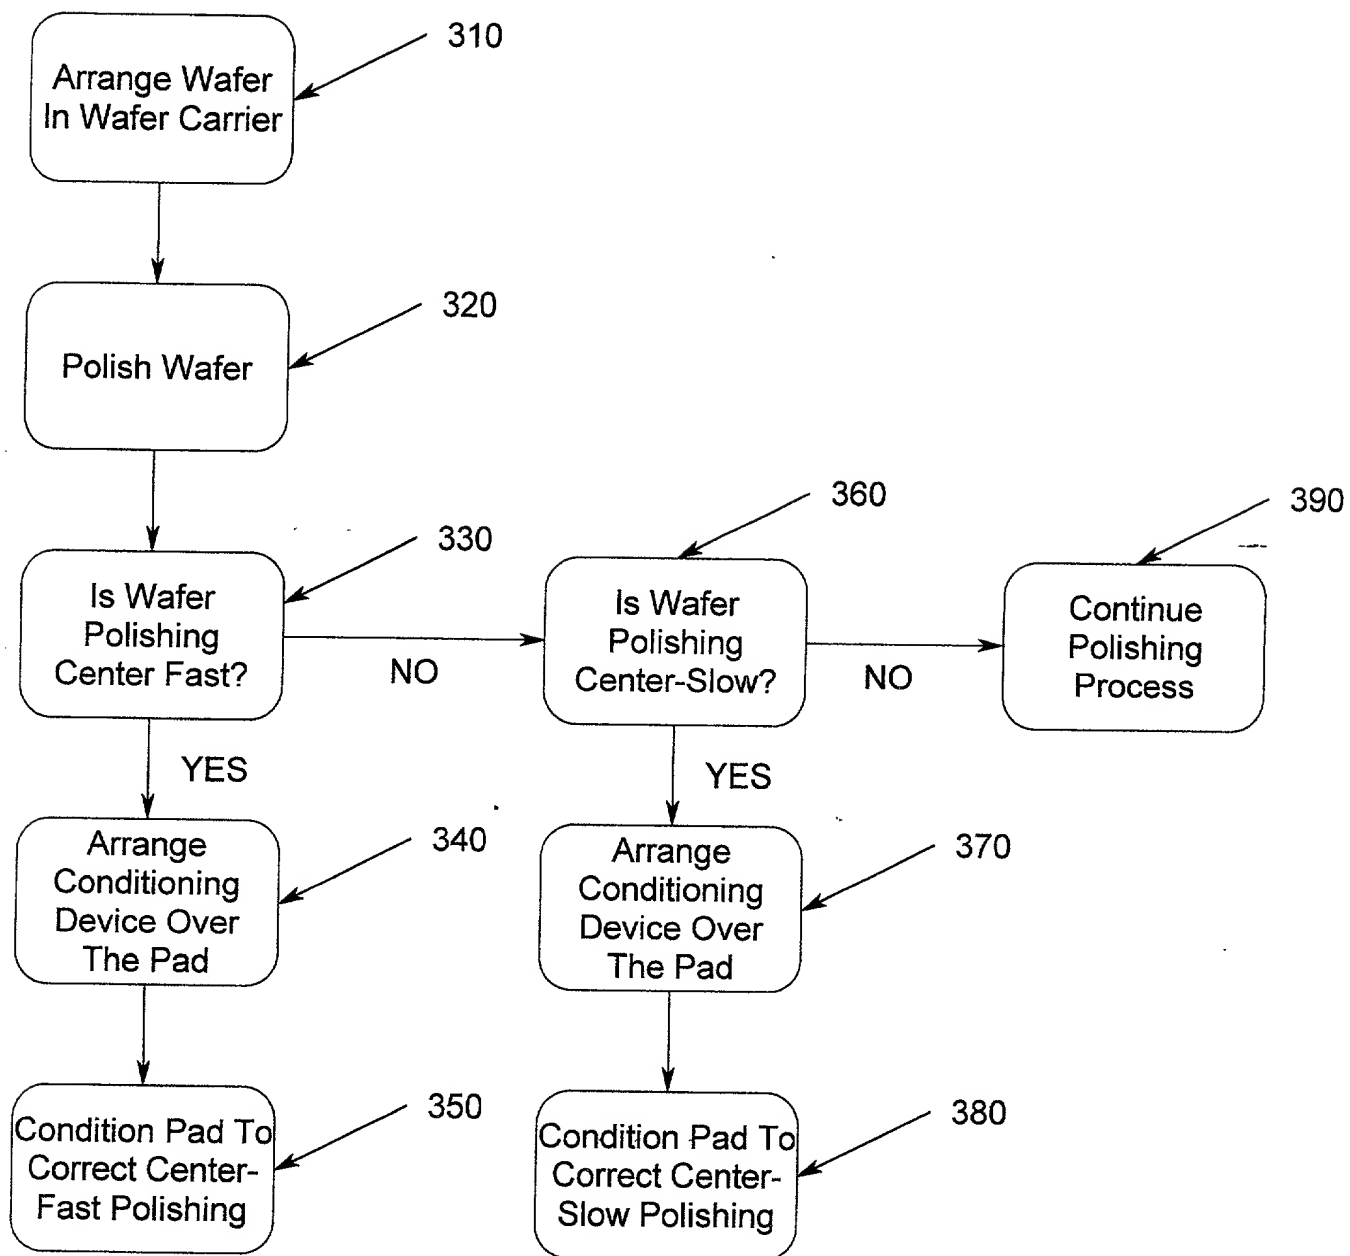 310
Arrange Wafer
In Wafer Carrier
320
Polish Wafer
330
Is Wafer
Polishing
Center Fast?
NO
360
Is Wafer
Polishing
Center-Slow?
NO
390
Continue
Polishing
Process
YES
340
Arrange
Conditioning
Device Over
The Pad
350
Condition Pad To
Correct Center-
Fast Polishing
YES
370
Arrange
Conditioning
Device Over
The Pad
380
Condition Pad To
Correct Center-
Slow Polishing